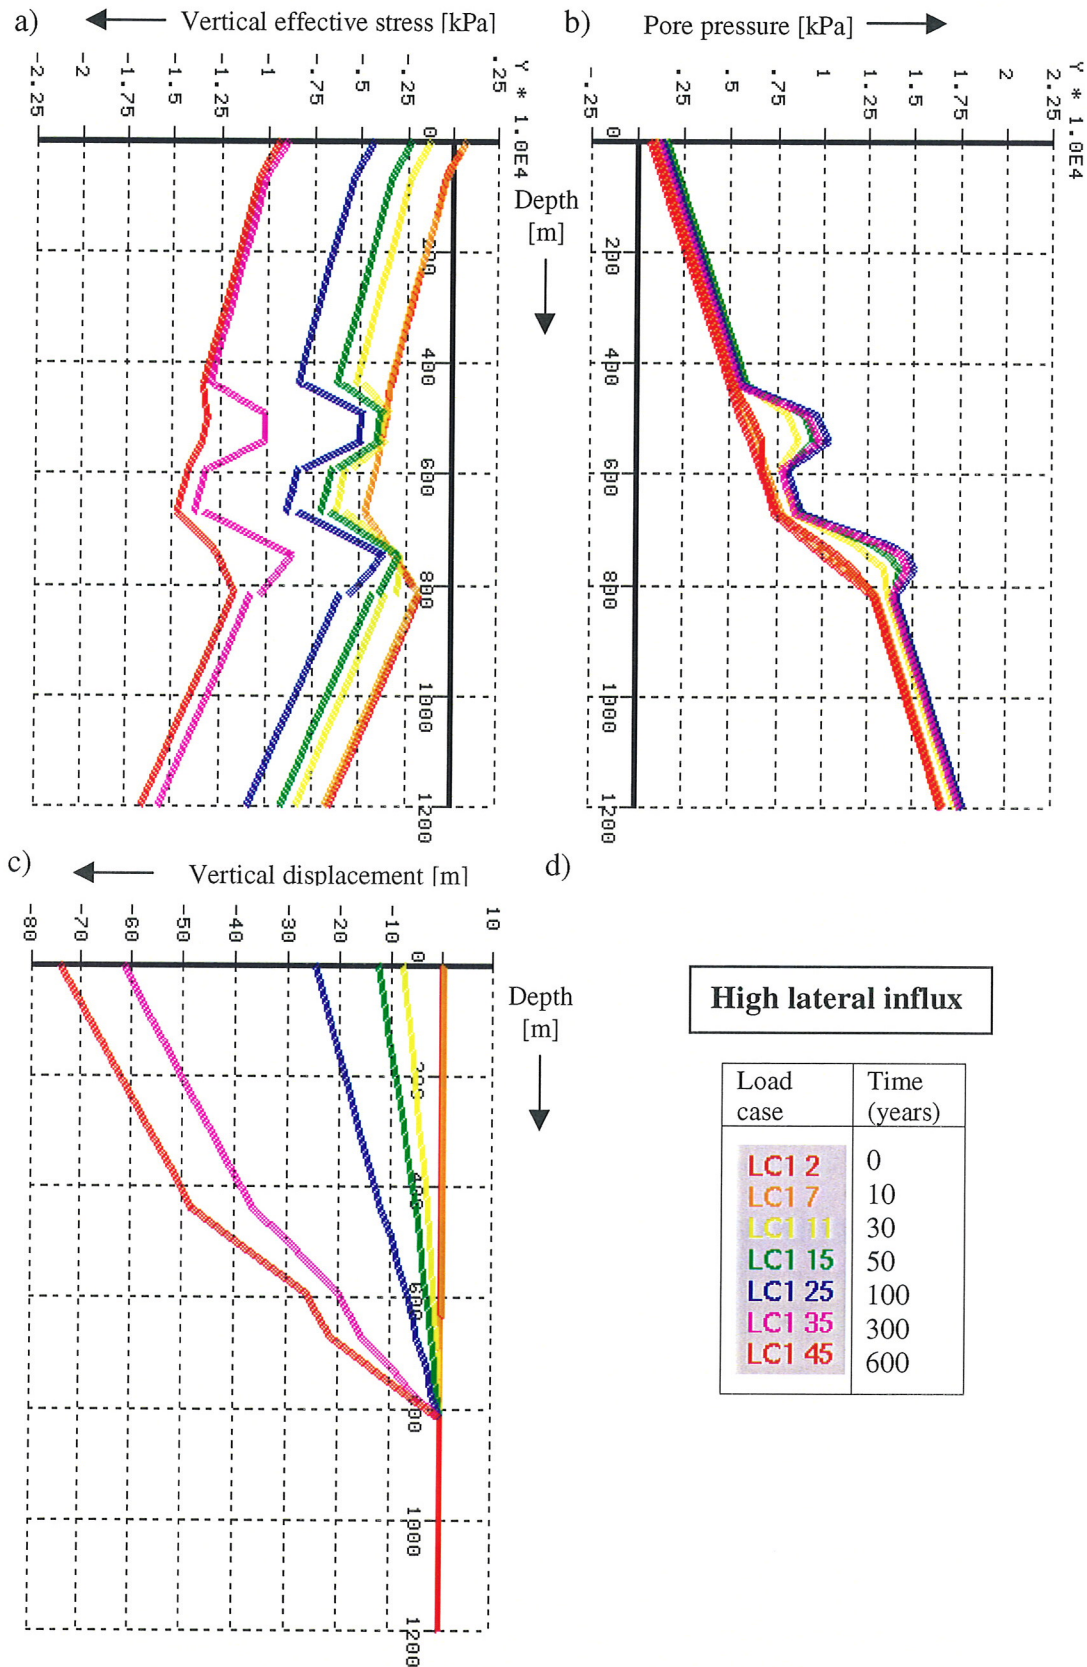 a)
Vertical effective stress [kPa]
b)
Pore pressure [kPa]
-2.25
-2
-1.75
-1.5
-1.25
-1
-.75
-.5
-.25
.25
Y * 1.0E4
-.25
.25
.5
.75
1
1.25
1.5
1.75
2
2.25
Y * 1.0E4
0
200
400
600
800
1000
1200
Depth
[m]
0
200
400
600
800
1000
1200
c)
Vertical displacement [m]
d)
-80
-70
-60
-50
-40
-30
-20
-10
0
10
200
400
600
800
1000
1200
Depth
[m]
High lateral influx
Load case Time (years)
LC1 2 0
LC1 7 10
LC1 11 30
LC1 15 50
LC1 25 100
LC1 35 300
LC1 45 600